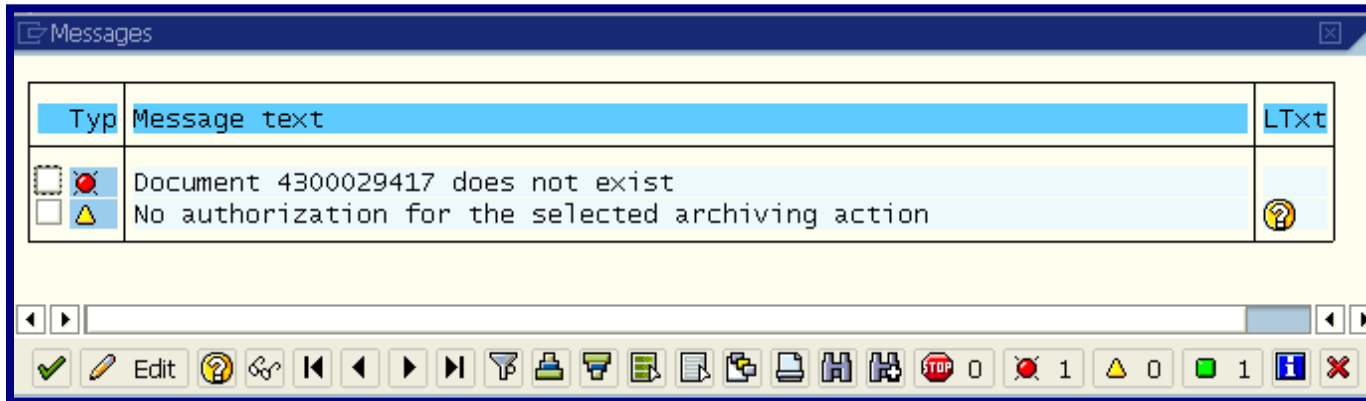 Messages
Typ Message text LTxt
Document 4300029417 does not exist
No authorization for the selected archiving action
Edit STOP 0 1 0 1